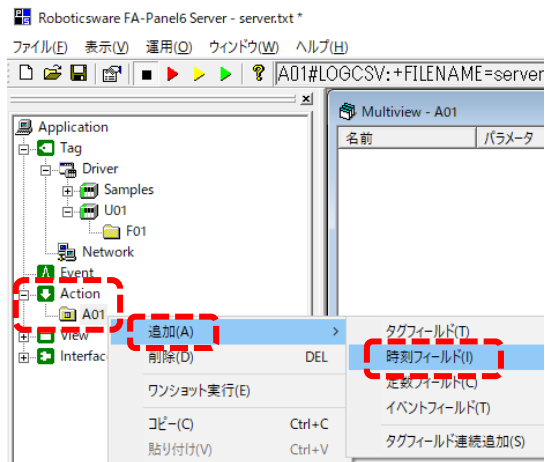 Roboticsware FA-Panel6 Server - server.txt *
ファイル(F) 表示(V) 運用(O) ウィンドウ(W) ヘルプ(H)
A01#LOGCSV:+FILENAME=server
Multiview - A01
名前 パラメータ
Application
Tag
Driver
Samples
U01
F01
Network
Event
Action
A01
View
Interfac
追加(A)
削除(D) DEL
ワンショット実行(E)
コピー(C) Ctrl+C
貼り付け(V) Ctrl+V
タグフィールド(T)
時刻フィールド(I)
定数フィールド(C)
イベントフィールド(T)
タグフィールド連続追加(S)